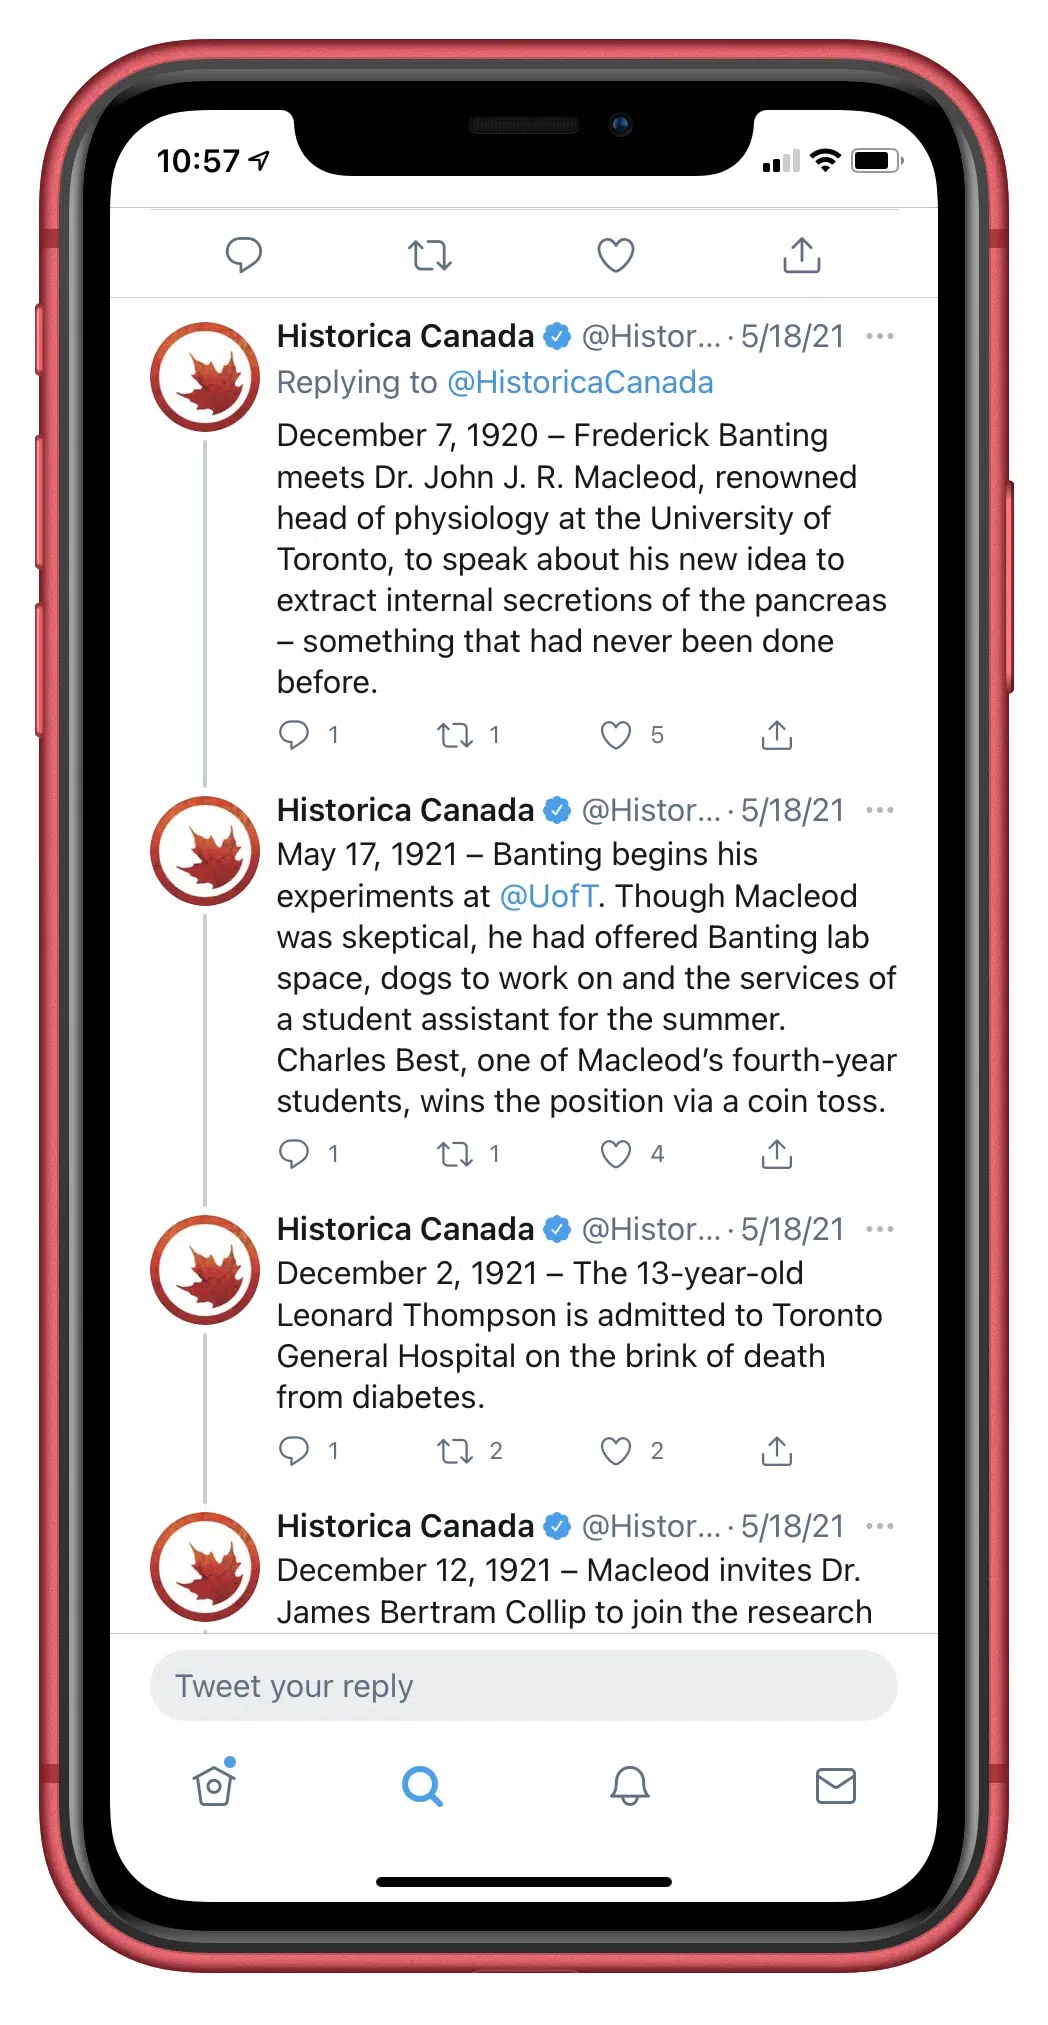 10:57
Historica Canada @Histor... · 5/18/21
Replying to @HistoricaCanada
December 7, 1920 – Frederick Banting
meets Dr. John J. R. Macleod, renowned
head of physiology at the University of
Toronto, to speak about his new idea to
extract internal secretions of the pancreas
– something that had never been done
before.
1 1 5
Historica Canada @Histor... · 5/18/21
May 17, 1921 – Banting begins his
experiments at @UofT. Though Macleod
was skeptical, he had offered Banting lab
space, dogs to work on and the services of
a student assistant for the summer.
Charles Best, one of Macleod’s fourth-year
students, wins the position via a coin toss.
1 1 4
Historica Canada @Histor... · 5/18/21
December 2, 1921 – The 13-year-old
Leonard Thompson is admitted to Toronto
General Hospital on the brink of death
from diabetes.
1 2 2
Historica Canada @Histor... · 5/18/21
December 12, 1921 – Macleod invites Dr.
James Bertram Collip to join the research
Tweet your reply